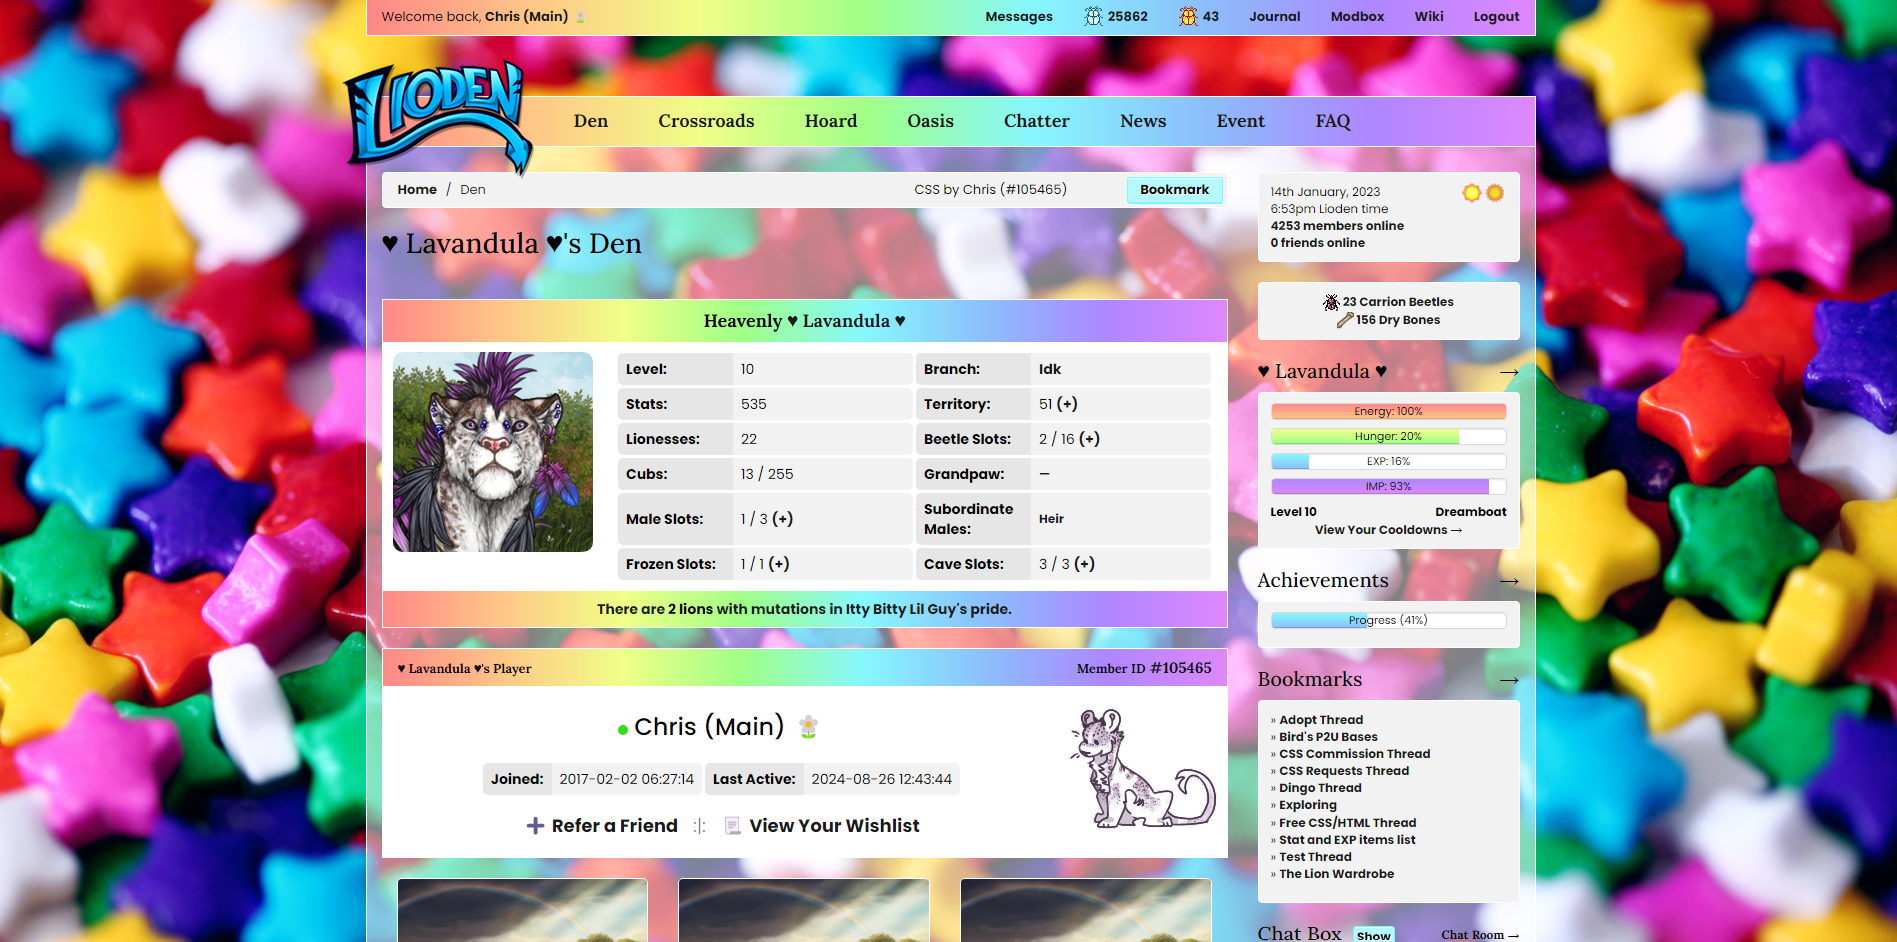 Welcome back, Chris (Main)
Messages 25862 43 Journal Modbox Wiki Logout
LIODEN
Den Crossroads Hoard Oasis Chatter News Event FAQ
Home / Den CSS by Chris (#105465) Bookmark
♥ Lavandula ♥'s Den
Heavenly ♥ Lavandula ♥
Level: 10 Branch: Idk
Stats: 535 Territory: 51 (+)
Lionesses: 22 Beetle Slots: 2 / 16 (+)
Cubs: 13 / 255 Grandpaw: —
Male Slots: 1 / 3 (+) Subordinate Males: Heir
Frozen Slots: 1 / 1 (+) Cave Slots: 3 / 3 (+)
There are 2 lions with mutations in Itty Bitty Lil Guy's pride.
♥ Lavandula ♥'s Player Member ID #105465
Chris (Main)
Joined: 2017-02-02 06:27:14 Last Active: 2024-08-26 12:43:44
Refer a Friend :|: View Your Wishlist
14th January, 2023
6:53pm Lioden time
4253 members online
0 friends online
23 Carrion Beetles
156 Dry Bones
♥ Lavandula ♥ →
Energy: 100%
Hunger: 20%
EXP: 16%
IMP: 93%
Level 10 Dreamboat
View Your Cooldowns →
Achievements →
Progress (41%)
Bookmarks →
» Adopt Thread
» Bird's P2U Bases
» CSS Commission Thread
» CSS Requests Thread
» Dingo Thread
» Exploring
» Free CSS/HTML Thread
» Stat and EXP items list
» Test Thread
» The Lion Wardrobe
Chat Box Show Chat Room →